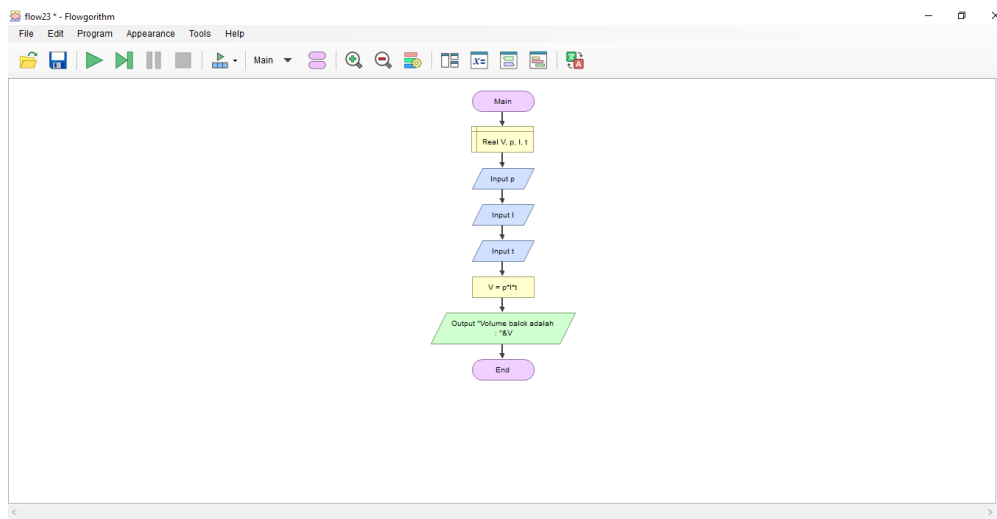 flow23 * - Flowgorithm
File Edit Program Appearance Tools Help
Main
Main
Real V, p, l, t
Input p
Input l
Input t
V = p*l*t
Output "Volume balok adalah
: "&V
End